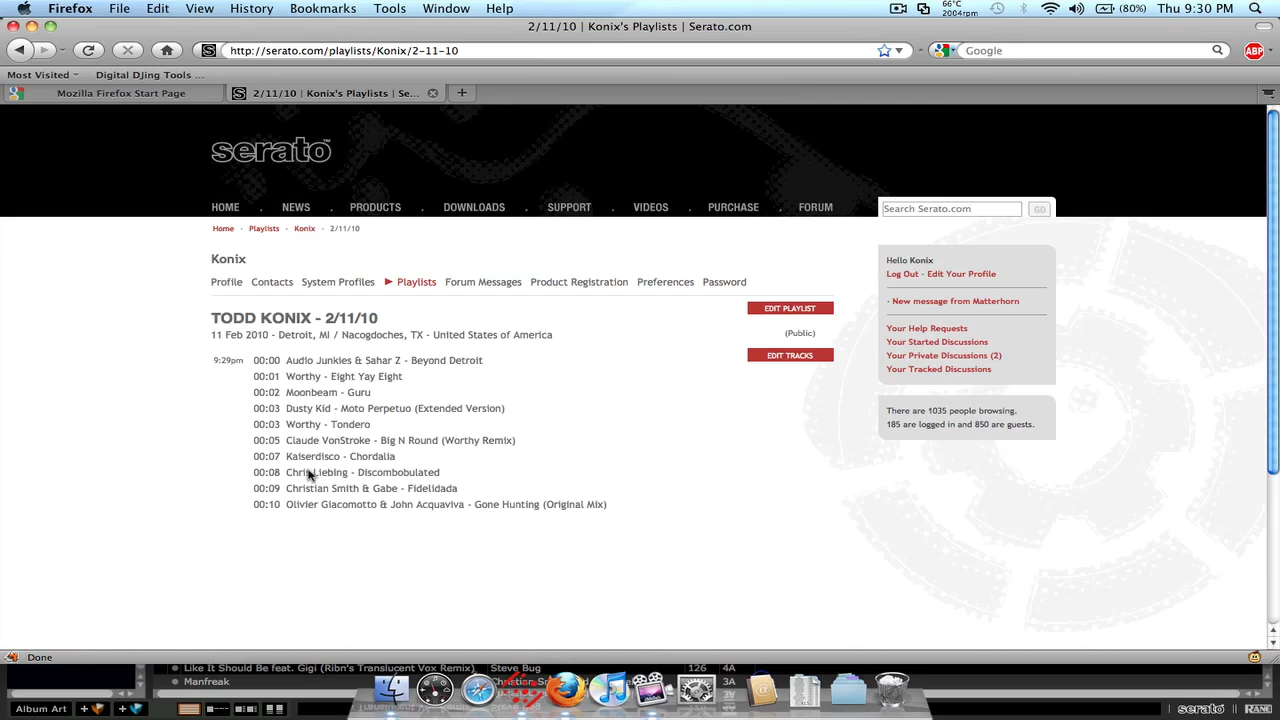 Firefox File Edit View History Bookmarks Tools Window Help 66°C 2004rpm (80%) Thu 9:30 PM
2/11/10 | Konix's Playlists | Serato.com
http://serato.com/playlists/Konix/2-11-10 Google ABP
Most Visited Digital DJing Tools ...
Mozilla Firefox Start Page 2/11/10 | Konix's Playlists | Se...
serato
HOME . NEWS . PRODUCTS . DOWNLOADS . SUPPORT . VIDEOS . PURCHASE . FORUM Search Serato.com GO
Home · Playlists · Konix · 2/11/10
Konix
Profile Contacts System Profiles Playlists Forum Messages Product Registration Preferences Password
TODD KONIX - 2/11/10
11 Feb 2010 - Detroit, MI / Nacogdoches, TX - United States of America
EDIT PLAYLIST
(Public)
EDIT TRACKS
9:29pm 00:00 Audio Junkies & Sahar Z - Beyond Detroit
00:01 Worthy - Eight Yay Eight
00:02 Moonbeam - Guru
00:03 Dusty Kid - Moto Perpetuo (Extended Version)
00:03 Worthy - Tondero
00:05 Claude VonStroke - Big N Round (Worthy Remix)
00:07 Kaiserdisco - Chordalia
00:08 Chris Liebing - Discombobulated
00:09 Christian Smith & Gabe - Fidelidada
00:10 Olivier Giacomotto & John Acquaviva - Gone Hunting (Original Mix)
Hello Konix
Log Out - Edit Your Profile
· New message from Matterhorn
Your Help Requests
Your Started Discussions
Your Private Discussions (2)
Your Tracked Discussions
There are 1035 people browsing.
185 are logged in and 850 are guests.
Done
Like It Should Be feat. Gigi (Ribn's Translucent Vox Remix) Steve Bug 126 4A
Manfreak 3A
Album Art serato RANE